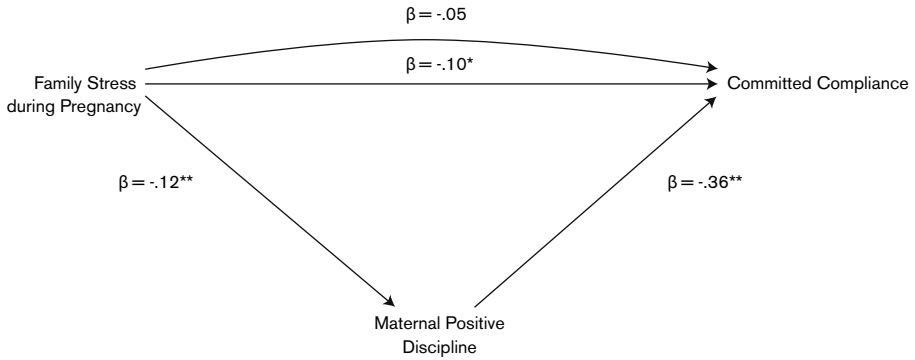 β = -.05
β = -.10*
Family Stress
during Pregnancy
Committed Compliance
β = -.12**
β = -.36**
Maternal Positive
Discipline